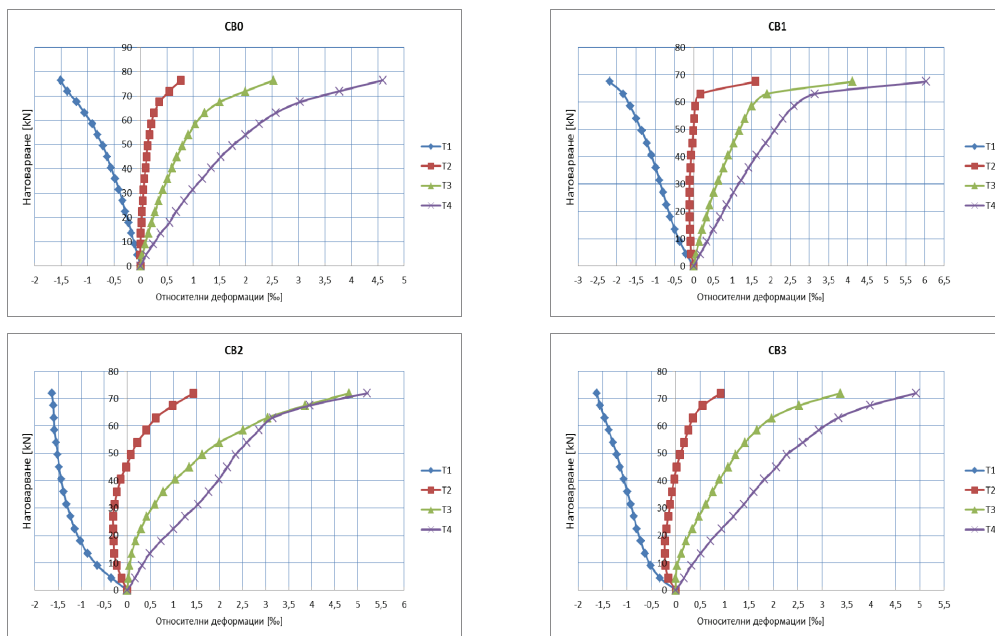 CB0
Натоварване [kN]
90
80
70
60
50
40
30
20
10
0
-2 -1,5 -1 -0,5 0 0,5 1 1,5 2 2,5 3 3,5 4 4,5 5
Относителни деформации [‰]
T1
T2
T3
T4
CB1
Натоварване [kN]
80
70
60
50
40
30
20
10
0
-3 -2,5 -2 -1,5 -1 -0,5 0 0,5 1 1,5 2 2,5 3 3,5 4 4,5 5 5,5 6 6,5
Относителни деформации [‰]
T1
T2
T3
T4
CB2
Натоварване [kN]
80
70
60
50
40
30
20
10
0
-2 -1,5 -1 -0,5 0 0,5 1 1,5 2 2,5 3 3,5 4 4,5 5 5,5 6
Относителни деформации [‰]
T1
T2
T3
T4
CB3
Натоварване [kN]
80
70
60
50
40
30
20
10
0
-2 -1,5 -1 -0,5 0 0,5 1 1,5 2 2,5 3 3,5 4 4,5 5 5,5
Относителни деформации [‰]
T1
T2
T3
T4